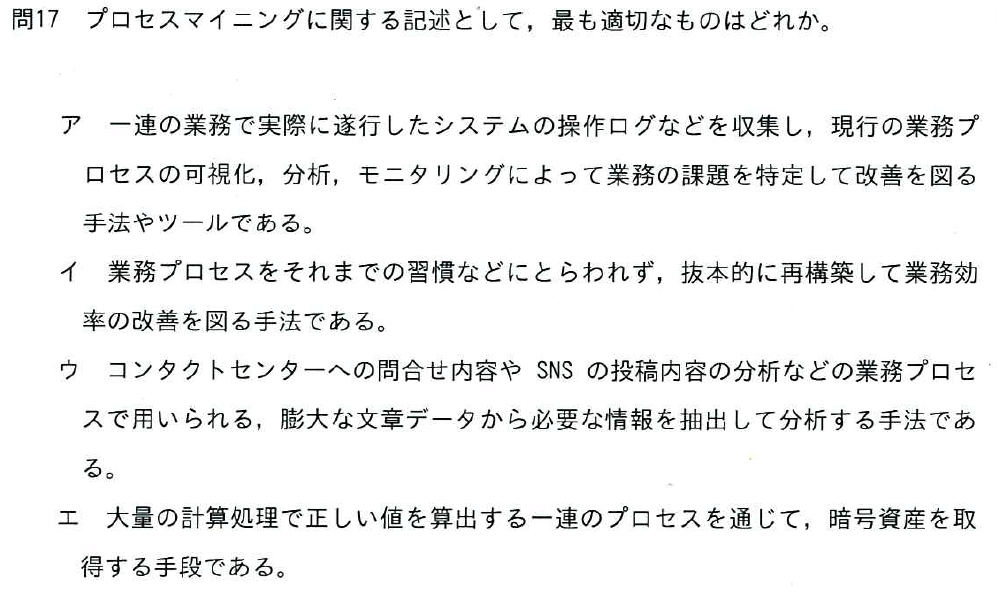 問17　プロセスマイニングに関する記述として，最も適切なものはどれか。
ア　一連の業務で実際に遂行したシステムの操作ログなどを収集し，現行の業務プ
ロセスの可視化，分析，モニタリングによって業務の課題を特定して改善を図る
手法やツールである。
イ　業務プロセスをそれまでの習慣などにとらわれず，抜本的に再構築して業務効
率の改善を図る手法である。
ウ　コンタクトセンターへの問合せ内容や SNS の投稿内容の分析などの業務プロセ
スで用いられる，膨大な文章データから必要な情報を抽出して分析する手法であ
る。
エ　大量の計算処理で正しい値を算出する一連のプロセスを通じて，暗号資産を取
得する手段である。